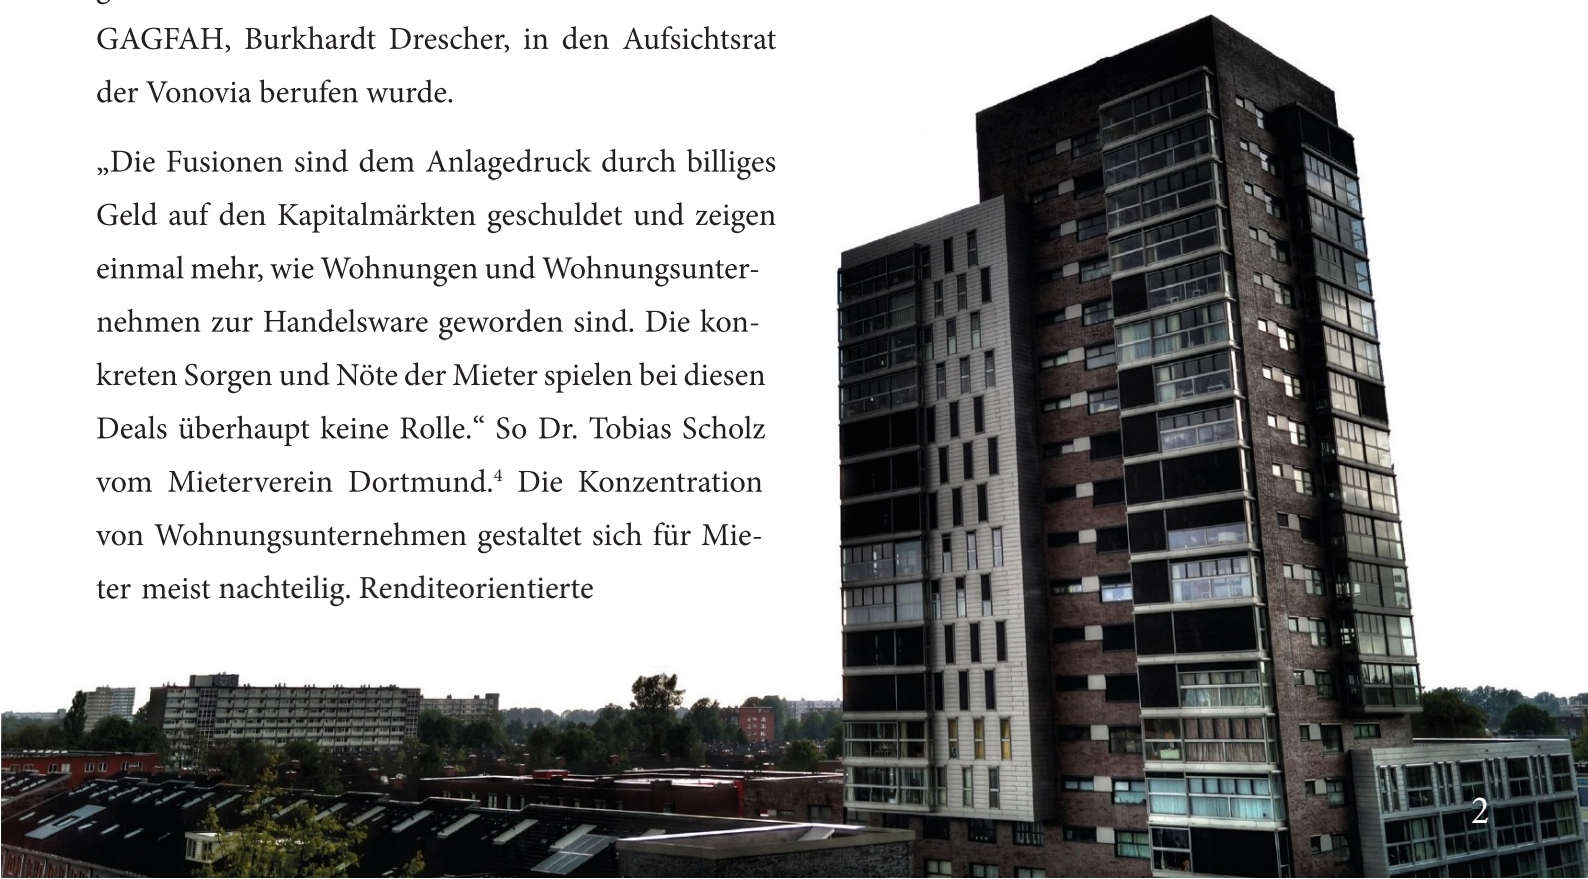 GAGFAH, Burkhardt Drescher, in den Aufsichtsrat
der Vonovia berufen wurde.
„Die Fusionen sind dem Anlagedruck durch billiges
Geld auf den Kapitalmärkten geschuldet und zeigen
einmal mehr, wie Wohnungen und Wohnungsunter-
nehmen zur Handelsware geworden sind. Die kon-
kreten Sorgen und Nöte der Mieter spielen bei diesen
Deals überhaupt keine Rolle.“ So Dr. Tobias Scholz
vom Mieterverein Dortmund.⁴ Die Konzentration
von Wohnungsunternehmen gestaltet sich für Mie-
ter meist nachteilig. Renditeorientierte
2